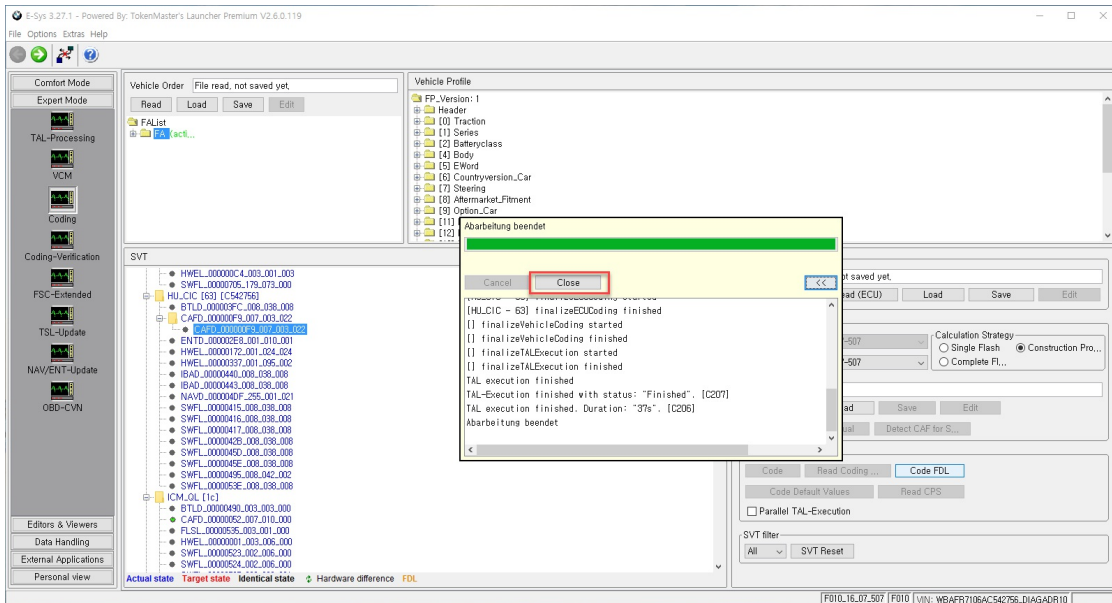 E-Sys 3.27.1 - Powered By: TokenMaster's Launcher Premium V2.6.0.119
File Options Extras Help
Comfort Mode
Expert Mode
TAL-Processing
VCM
Coding
Coding-Verification
FSC-Extended
TSL-Update
NAV/ENT-Update
OBD-CVN
Editors & Viewers
Data Handling
External Applications
Personal view
Vehicle Order File read, not saved yet,
Read Load Save Edit
FAList
FA (acti...
Vehicle Profile
FP_Version: 1
Header
[0] Traction
[1] Series
[2] Batteryclass
[4] Body
[5] EWord
[6] Countryversion_Car
[7] Steering
[8] Aftermarket_Fitment
[9] Option_Car
[11]
[12]
SVT
HWEL_000000C4_003_001_003
SWFL_00000705_179_073_000
HU_CIC [63] [C542756]
BTLD_000003FC_008_038_008
CAFD_000000F9_007_003_022
CAFD_000000F9_007_003_022
ENTD_000002E8_001_010_001
HWEL_00000172_001_024_024
HWEL_00000337_001_095_002
IBAD_00000440_008_038_008
IBAD_00000443_008_038_008
NAVD_000004DF_255_001_021
SWFL_00000415_008_038_008
SWFL_00000416_008_038_008
SWFL_00000417_008_038_008
SWFL_0000042B_008_038_008
SWFL_0000045D_008_038_008
SWFL_0000045E_008_038_008
SWFL_00000495_008_042_002
SWFL_0000053E_008_038_008
ICM_QL [1c]
BTLD_00000490_003_003_000
CAFD_00000052_007_010_000
FLSL_00000535_003_001_000
HWEL_00000001_003_006_000
SWFL_00000523_002_006_000
SWFL_00000524_002_006_000
Actual state Target state Identical state Hardware difference FDL
Abarbeitung beendet
Cancel Close <<
[HU_CIC - 63] finalizeECUCoding finished
[] finalizeVehicleCoding started
[] finalizeVehicleCoding finished
[] finalizeTALExecution started
[] finalizeTALExecution finished
TAL execution finished
TAL-Execution finished with status: "Finished". [C207]
TAL execution finished. Duration: "37s". [C206]
Abarbeitung beendet
ot saved yet,
ead (ECU) Load Save Edit
-507
-507
Calculation Strategy
Single Flash Construction Pro...
Complete Fl...
ad Save Edit
ual Detect CAF for S...
Code Read Coding ... Code FDL
Code Default Values Read CPS
Parallel TAL-Execution
SVT filter
All SVT Reset
F010_16_07_507 F010 VIN: WBAFR7106AC542756_DIAGADR10